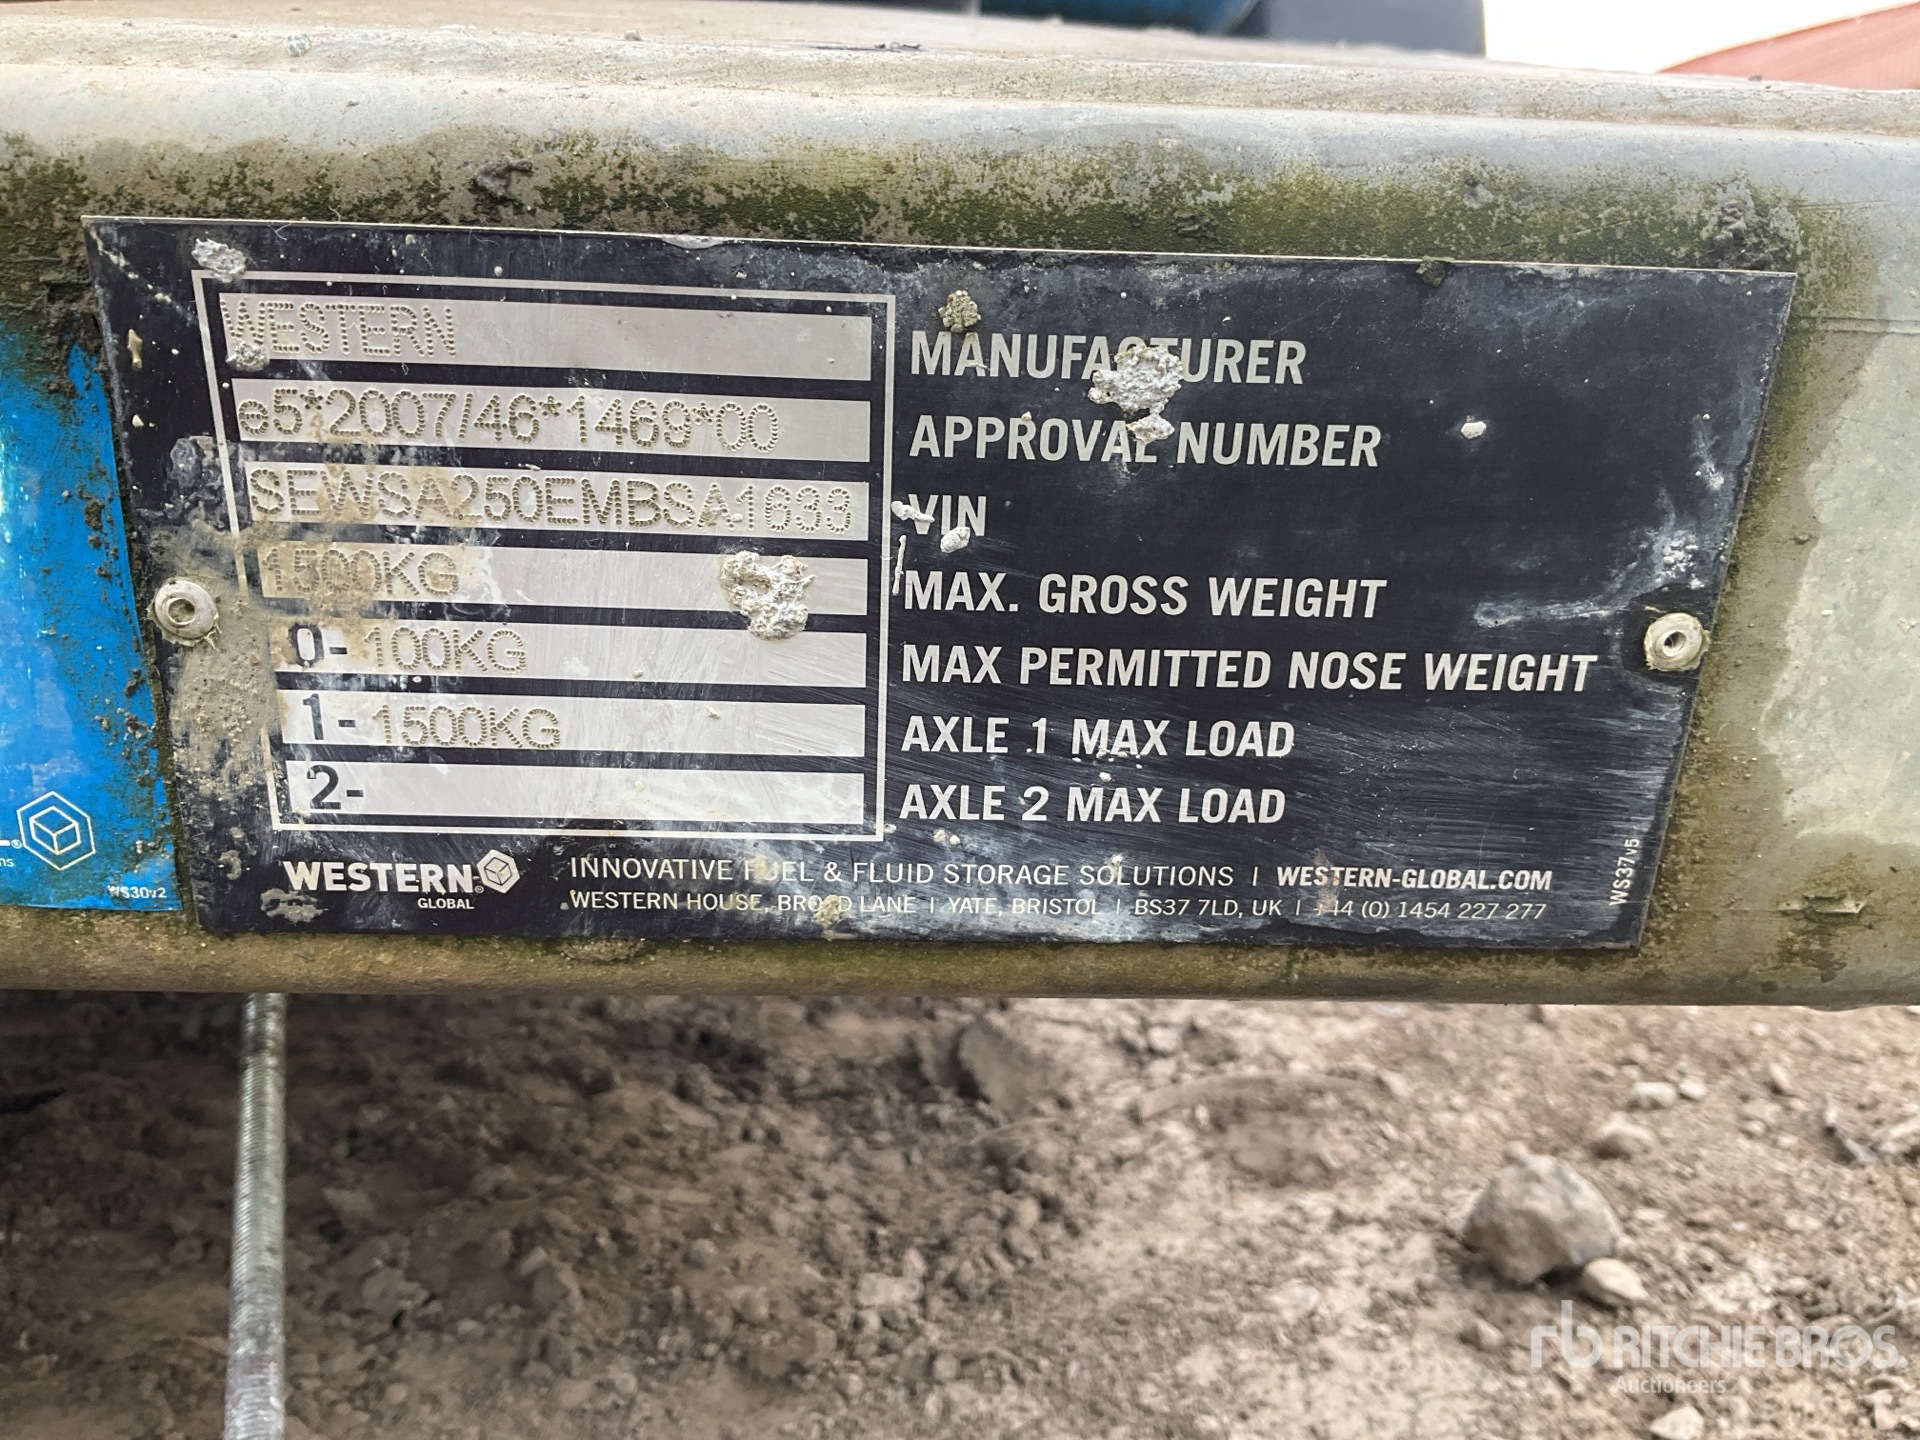 WESTERN MANUFACTURER
e5*2007/46*1469*00 APPROVAL NUMBER
SEWSA250EMBSA1633 VIN
1500KG MAX. GROSS WEIGHT
0- 100KG MAX PERMITTED NOSE WEIGHT
1- 1500KG AXLE 1 MAX LOAD
2- AXLE 2 MAX LOAD
WESTERN® GLOBAL
INNOVATIVE FUEL & FLUID STORAGE SOLUTIONS | WESTERN-GLOBAL.COM
WESTERN HOUSE, BROAD LANE | YATE, BRISTOL | BS37 7LD, UK | +44 (0) 1454 227 277
WS37v5
WS30v2
rb RITCHIE BROS.
Auctioneers